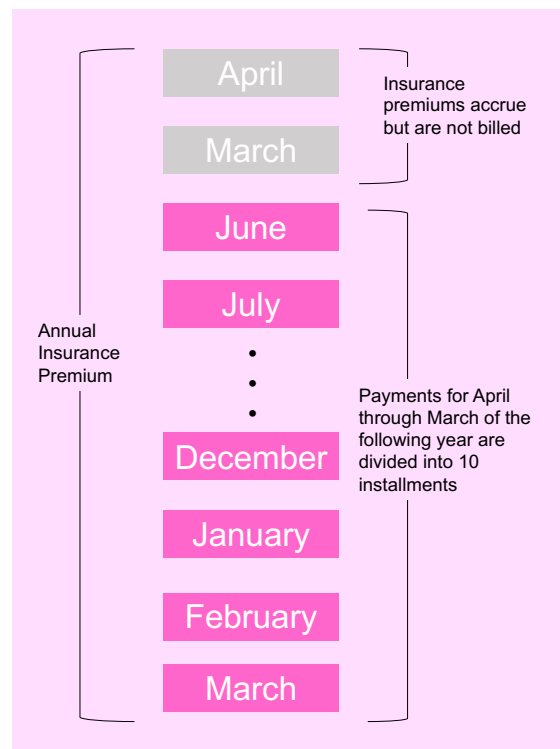 April
March
Insurance
premiums accrue
but are not billed
June
July
Annual
Insurance
Premium
Payments for April
through March of the
following year are
divided into 10
installments
December
January
February
March